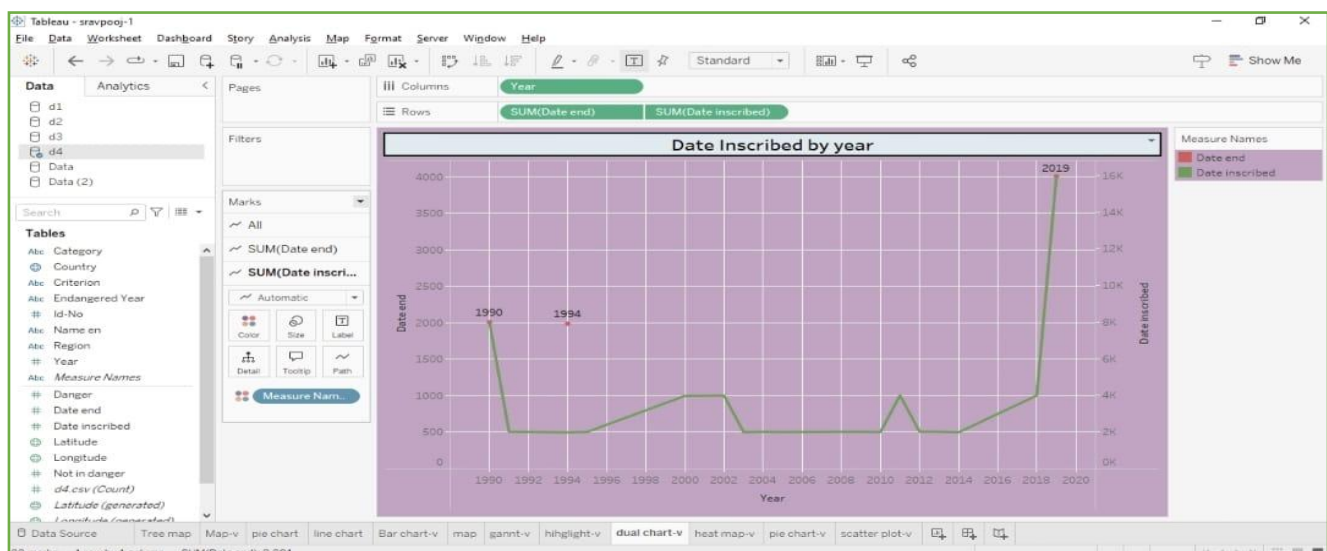 Tableau - sravpooj-1
File Data Worksheet Dashboard Story Analysis Map Format Server Window Help
Standard
Show Me
Data Analytics
d1
d2
d3
d4
Data
Data (2)
Search
Tables
Abc Category
Country
Abc Criterion
Abc Endangered Year
# Id-No
Abc Name en
Abc Region
# Year
Abc Measure Names
# Danger
# Date end
# Date inscribed
Latitude
Longitude
# Not in danger
# d4.csv (Count)
Latitude (generated)
Longitude (generated)
Pages
Filters
Marks
All
SUM(Date end)
SUM(Date inscri...
Automatic
Color Size Label
Detail Tooltip Path
Measure Nam..
Columns Year
Rows SUM(Date end) SUM(Date inscribed)
Date Inscribed by year
4000
3500
3000
2500
2000
1500
1000
500
0
Date end
1990
1994
2019
16K
14K
12K
10K
8K
6K
4K
2K
0K
Date inscribed
1990 1992 1994 1996 1998 2000 2002 2004 2006 2008 2010 2012 2014 2016 2018 2020
Year
Measure Names
Date end
Date inscribed
Data Source Tree map Map-v pie chart line chart Bar chart-v map gannt-v hihglight-v dual chart-v heat map-v pie chart-v scatter plot-v